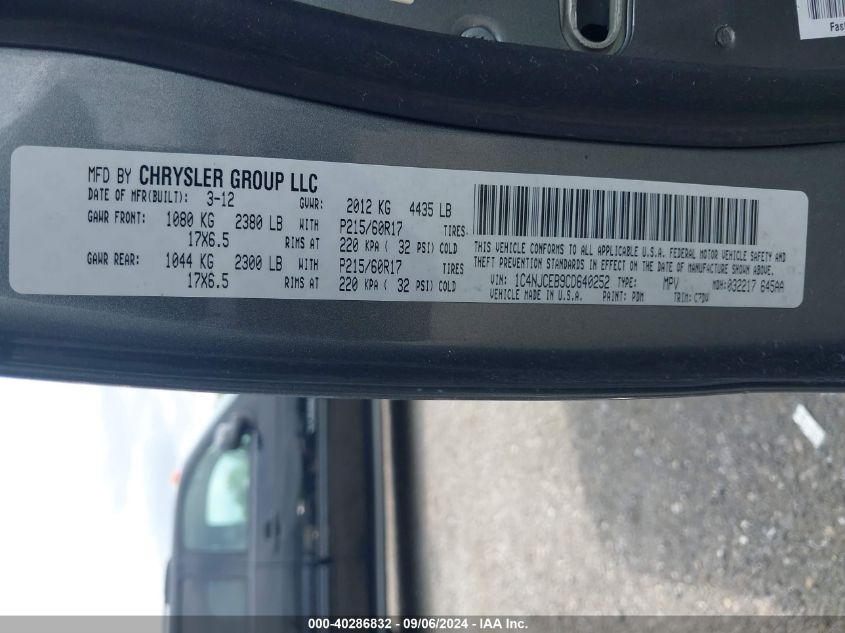 Fast
MFD BY CHRYSLER GROUP LLC
DATE OF MFR(BUILT): 3-12 GVWR: 2012 KG 4435 LB
GAWR FRONT: 1080 KG 2380 LB WITH P215/60R17 TIRES
17X6.5 RIMS AT 220 KPA ( 32 PSI) COLD
GAWR REAR: 1044 KG 2300 LB WITH P215/60R17 TIRES
17X6.5 RIMS AT 220 KPA ( 32 PSI) COLD
THIS VEHICLE CONFORMS TO ALL APPLICABLE U.S.A. FEDERAL MOTOR VEHICLE SAFETY AND
THEFT PREVENTION STANDARDS IN EFFECT ON THE DATE OF MANUFACTURE SHOWN ABOVE.
VIN: 1C4NJCEB9CD640252 TYPE: MPV MDH:032217 645AA
VEHICLE MADE IN U.S.A. PAINT: PDM TRIM: C7DV
000-40286832 - 09/06/2024 - IAA Inc.